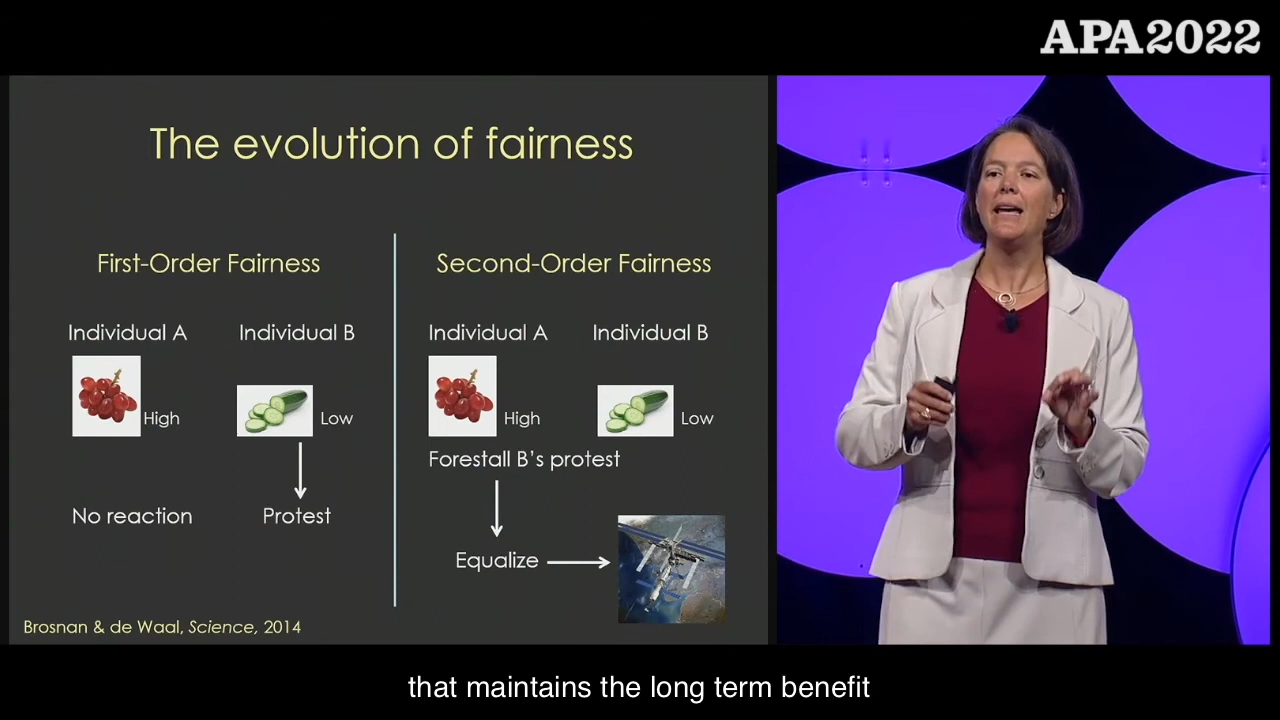 APA2022
The evolution of fairness
First-Order Fairness
Individual A
Individual B
High
Low
No reaction
Protest
Second-Order Fairness
Individual A
Individual B
High
Low
Forestall B's protest
Equalize
Brosnan & de Waal, Science, 2014
that maintains the long term benefit